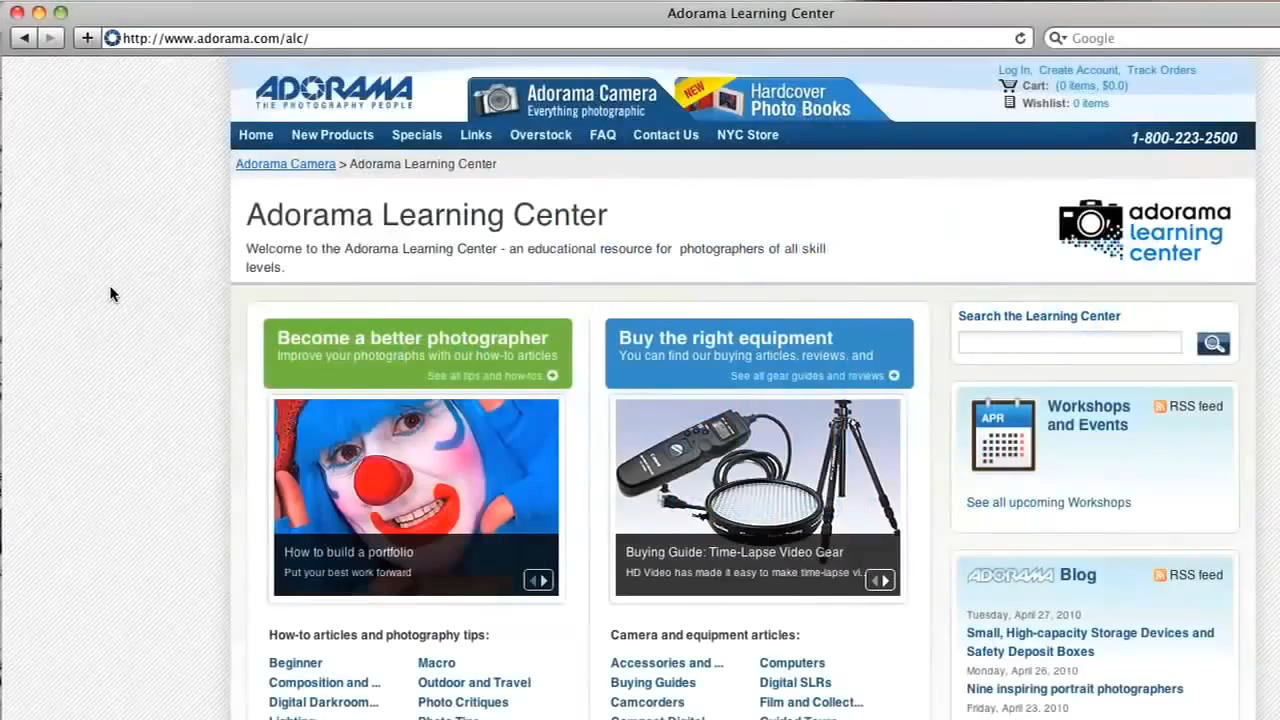 Adorama Learning Center
http://www.adorama.com/alc/
Google
ADORAMA
THE PHOTOGRAPHY PEOPLE
Adorama Camera
Everything photographic
NEW
Hardcover
Photo Books
Log In, Create Account, Track Orders
Cart: (0 items, $0.0)
Wishlist: 0 items
Home New Products Specials Links Overstock FAQ Contact Us NYC Store
1-800-223-2500
Adorama Camera > Adorama Learning Center
Adorama Learning Center
Welcome to the Adorama Learning Center - an educational resource for photographers of all skill
levels.
adorama
learning
center
Become a better photographer
Improve your photographs with our how-to articles
See all tips and how-tos
Buy the right equipment
You can find our buying articles, reviews, and
See all gear guides and reviews
Search the Learning Center
APR
Workshops
and Events
RSS feed
See all upcoming Workshops
How to build a portfolio
Put your best work forward
Buying Guide: Time-Lapse Video Gear
HD Video has made it easy to make time-lapse vi...
ADORAMA Blog
RSS feed
Tuesday, April 27, 2010
Small, High-capacity Storage Devices and
Safety Deposit Boxes
Monday, April 26, 2010
Nine inspiring portrait photographers
Friday, April 23, 2010
How-to articles and photography tips:
Beginner
Macro
Composition and ...
Outdoor and Travel
Digital Darkroom...
Photo Critiques
Camera and equipment articles:
Accessories and ...
Computers
Buying Guides
Digital SLRs
Camcorders
Film and Collect...